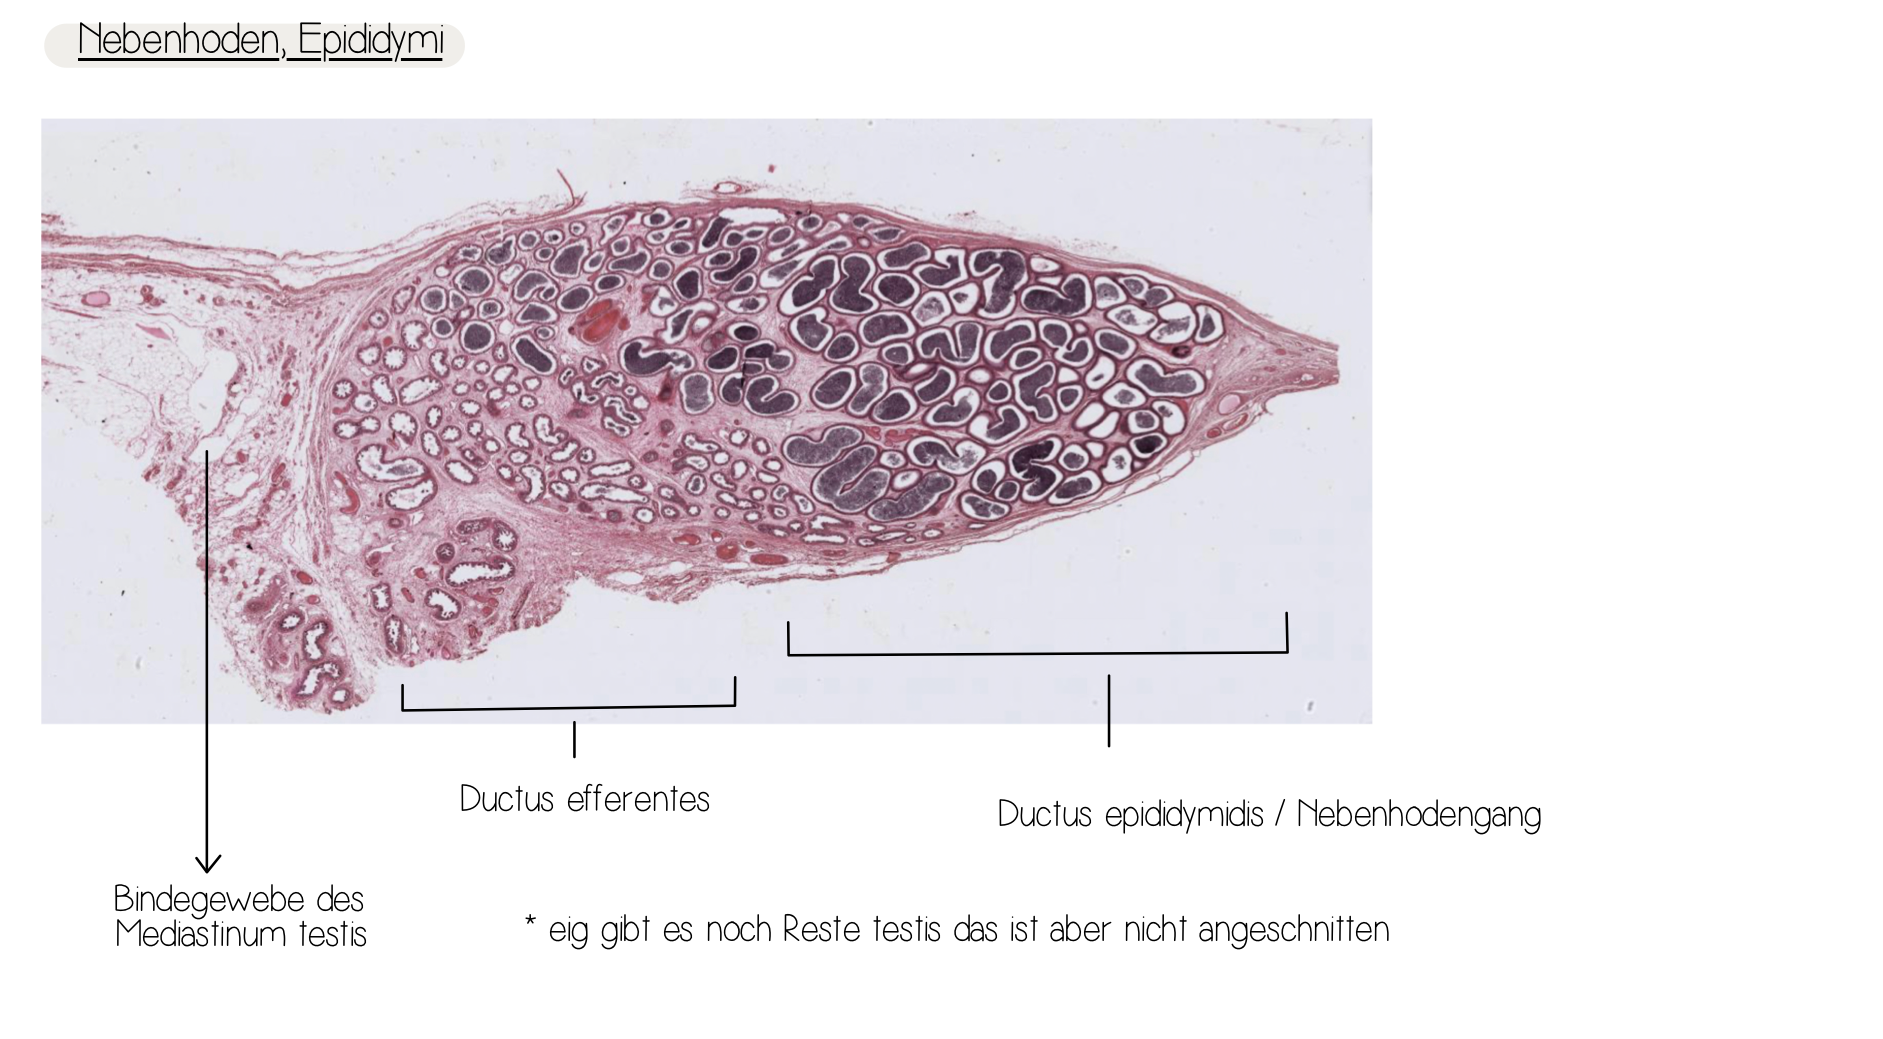 Nebenhoden, Epididymi
Ductus efferentes
Ductus epididymidis / Nebenhodengang
Bindegewebe des
Mediastinum testis
* eig gibt es noch Reste testis das ist aber nicht angeschnitten